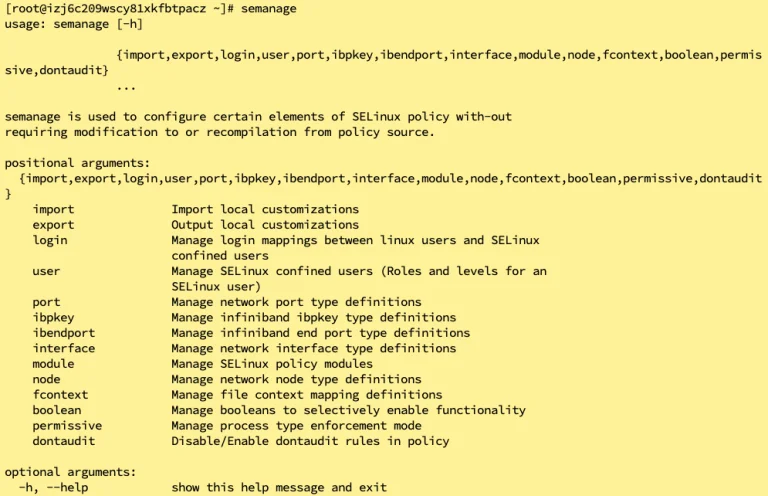 [root@izj6c209wscy81xkfbtpacz ~]# semanage
usage: semanage [-h]
{import,export,login,user,port,ibpkey,ibendport,interface,module,node,fcontext,boolean,permis
sive,dontaudit}
...
semanage is used to configure certain elements of SELinux policy with-out
requiring modification to or recompilation from policy source.
positional arguments:
{import,export,login,user,port,ibpkey,ibendport,interface,module,node,fcontext,boolean,permissive,dontaudit
}
import Import local customizations
export Output local customizations
login Manage login mappings between linux users and SELinux
confined users
user Manage SELinux confined users (Roles and levels for an
SELinux user)
port Manage network port type definitions
ibpkey Manage infiniband ibpkey type definitions
ibendport Manage infiniband end port type definitions
interface Manage network interface type definitions
module Manage SELinux policy modules
node Manage network node type definitions
fcontext Manage file context mapping definitions
boolean Manage booleans to selectively enable functionality
permissive Manage process type enforcement mode
dontaudit Disable/Enable dontaudit rules in policy
optional arguments:
-h, --help show this help message and exit